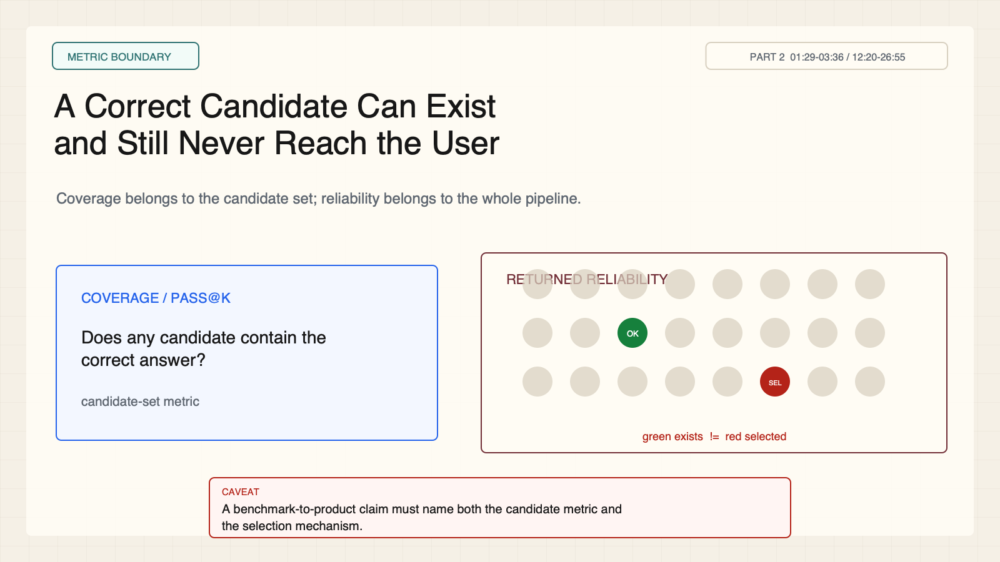 METRIC BOUNDARY
PART 2 01:29-03:36 / 12:20-26:55
A Correct Candidate Can Exist
and Still Never Reach the User
Coverage belongs to the candidate set; reliability belongs to the whole pipeline.
COVERAGE / PASS@K
Does any candidate contain the
correct answer?
candidate-set metric
RETURNED RELIABILITY
OK
SEL
green exists != red selected
CAVEAT
A benchmark-to-product claim must name both the candidate metric and
the selection mechanism.